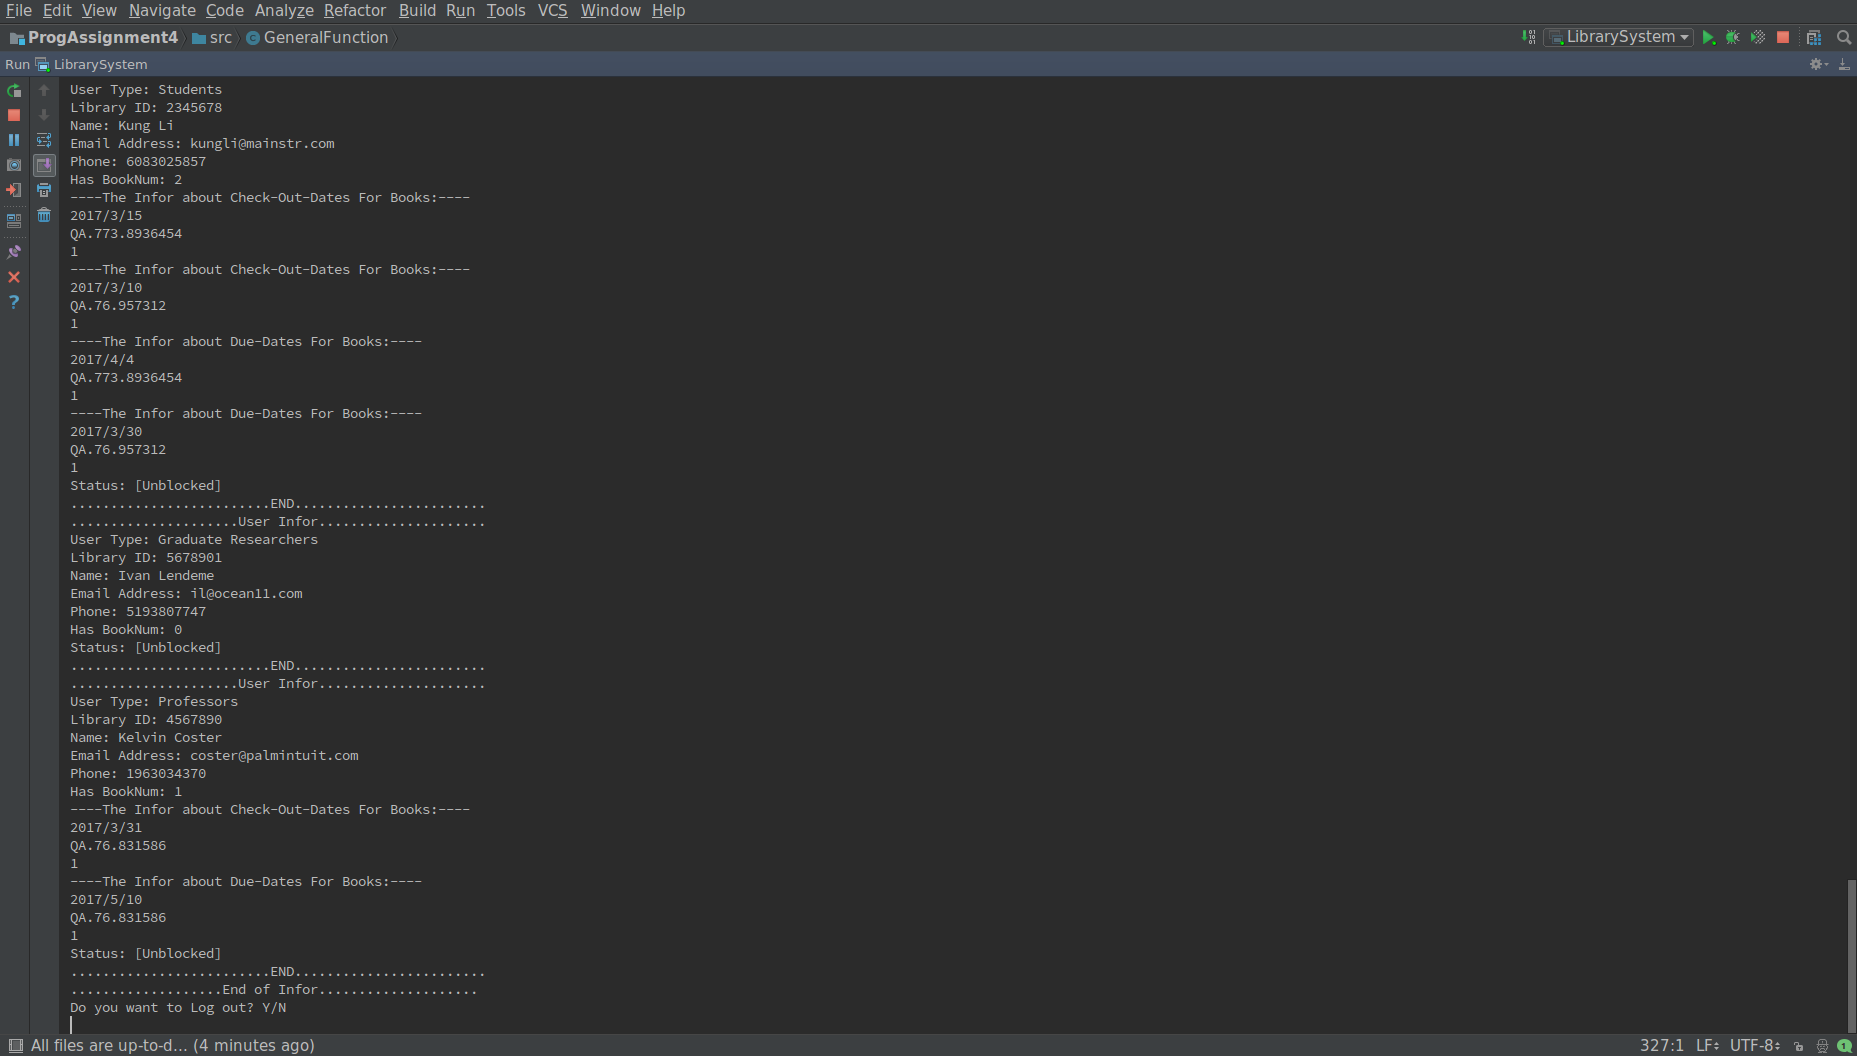 File Edit View Navigate Code Analyze Refactor Build Run Tools VCS Window Help
ProgAssignment4 src GeneralFunction LibrarySystem
Run LibrarySystem
User Type: Students
Library ID: 2345678
Name: Kung Li
Email Address: kungli@mainstr.com
Phone: 6083025857
Has BookNum: 2
----The Infor about Check-Out-Dates For Books:----
2017/3/15
QA.773.8936454
1
----The Infor about Check-Out-Dates For Books:----
2017/3/10
QA.76.957312
1
----The Infor about Due-Dates For Books:----
2017/4/4
QA.773.8936454
1
----The Infor about Due-Dates For Books:----
2017/3/30
QA.76.957312
1
Status: [Unblocked]
.........................END........................
.....................User Infor.....................
User Type: Graduate Researchers
Library ID: 5678901
Name: Ivan Lendeme
Email Address: il@ocean11.com
Phone: 5193807747
Has BookNum: 0
Status: [Unblocked]
.........................END........................
.....................User Infor.....................
User Type: Professors
Library ID: 4567890
Name: Kelvin Coster
Email Address: coster@palmintuit.com
Phone: 1963034370
Has BookNum: 1
----The Infor about Check-Out-Dates For Books:----
2017/3/31
QA.76.831586
1
----The Infor about Due-Dates For Books:----
2017/5/10
QA.76.831586
1
Status: [Unblocked]
.........................END........................
...................End of Infor....................
Do you want to Log out? Y/N
All files are up-to-d... (4 minutes ago) 327:1 LF UTF-8 1